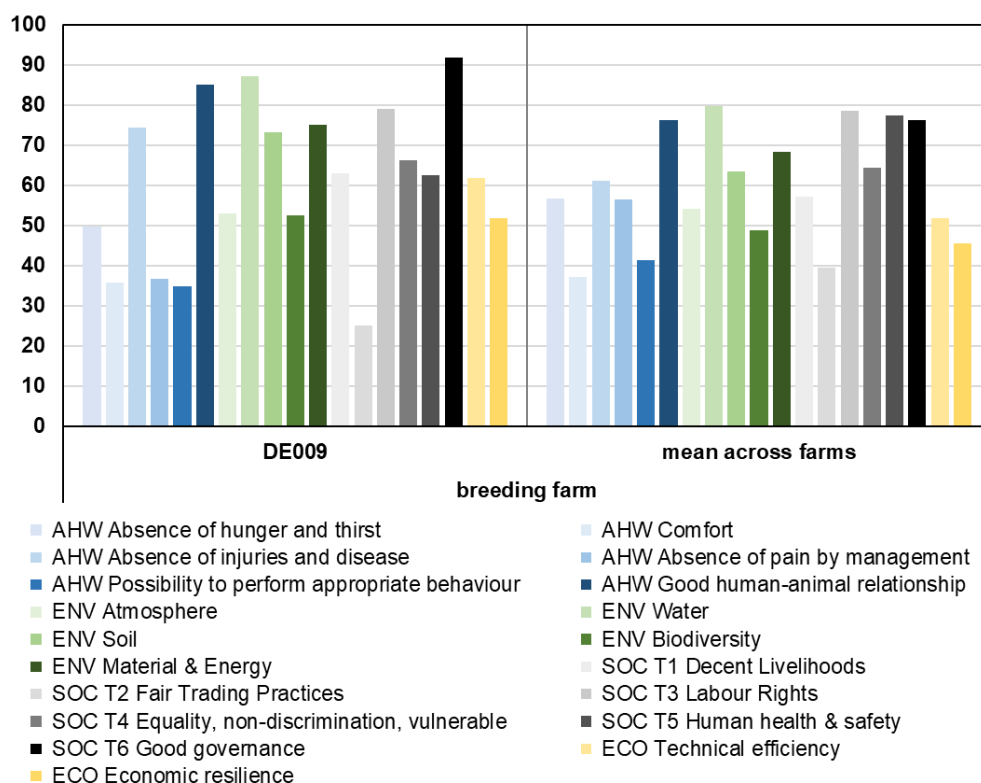 100
90
80
70
60
50
40
30
20
10
0
DE009 mean across farms
breeding farm
AHW Absence of hunger and thirst AHW Comfort
AHW Absence of injuries and disease AHW Absence of pain by management
AHW Possibility to perform appropriate behaviour AHW Good human-animal relationship
ENV Atmosphere ENV Water
ENV Soil ENV Biodiversity
ENV Material & Energy SOC T1 Decent Livelihoods
SOC T2 Fair Trading Practices SOC T3 Labour Rights
SOC T4 Equality, non-discrimination, vulnerable SOC T5 Human health & safety
SOC T6 Good governance ECO Technical efficiency
ECO Economic resilience